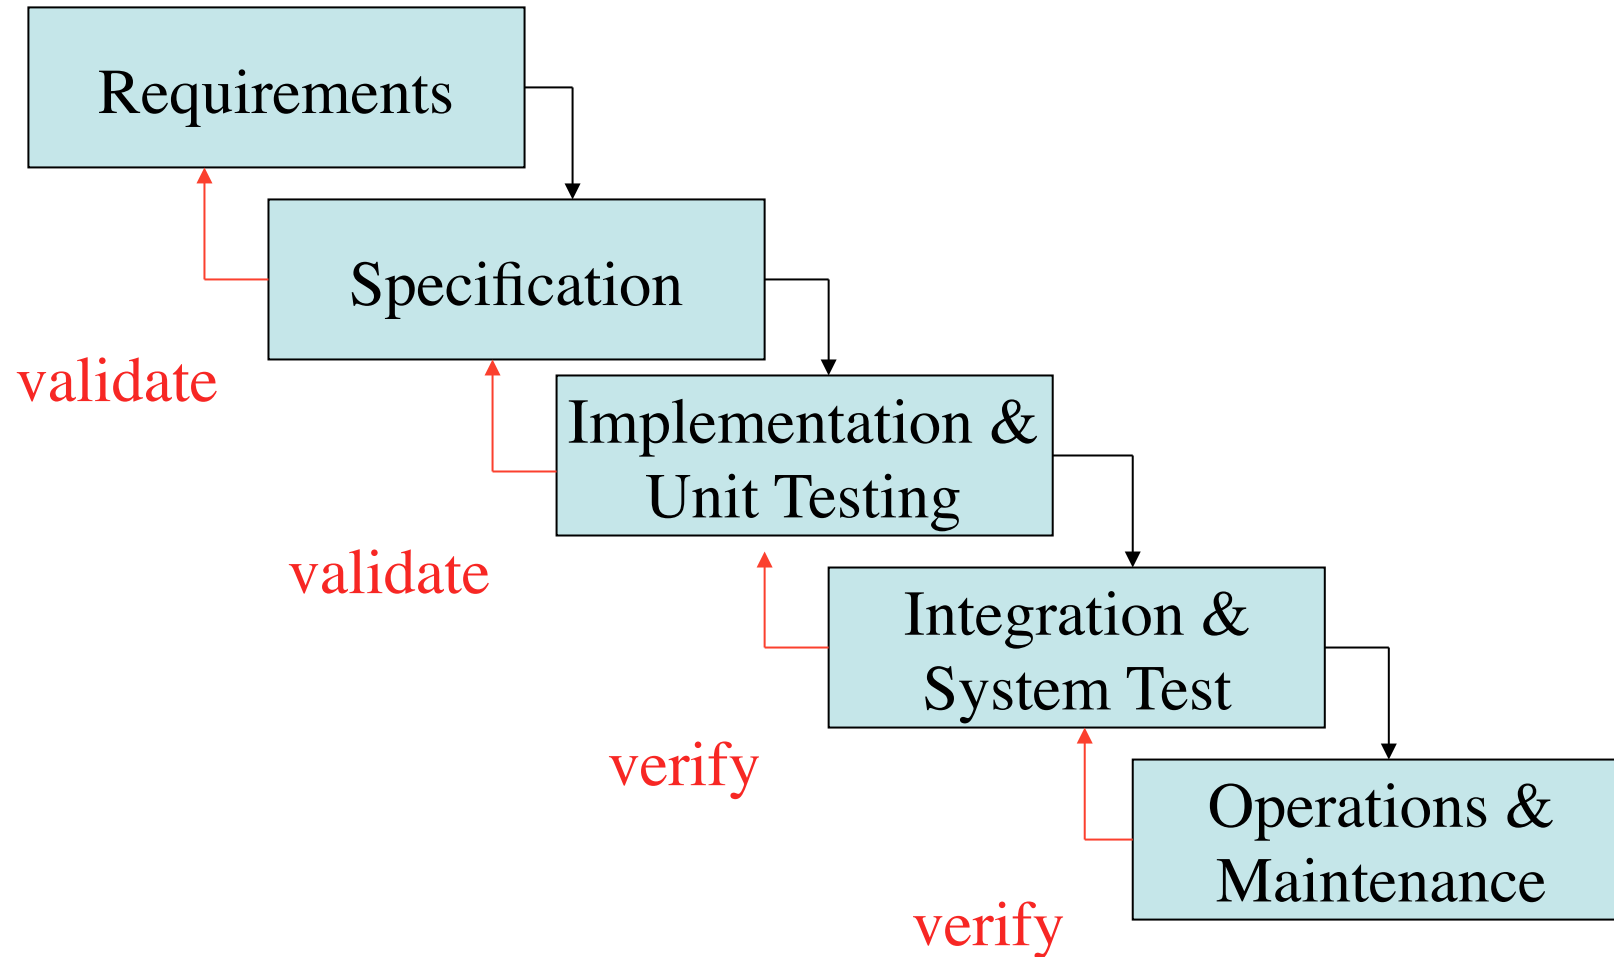 Requirements
Specification
validate
Implementation &
Unit Testing
validate
Integration &
System Test
verify
Operations &
Maintenance
verify